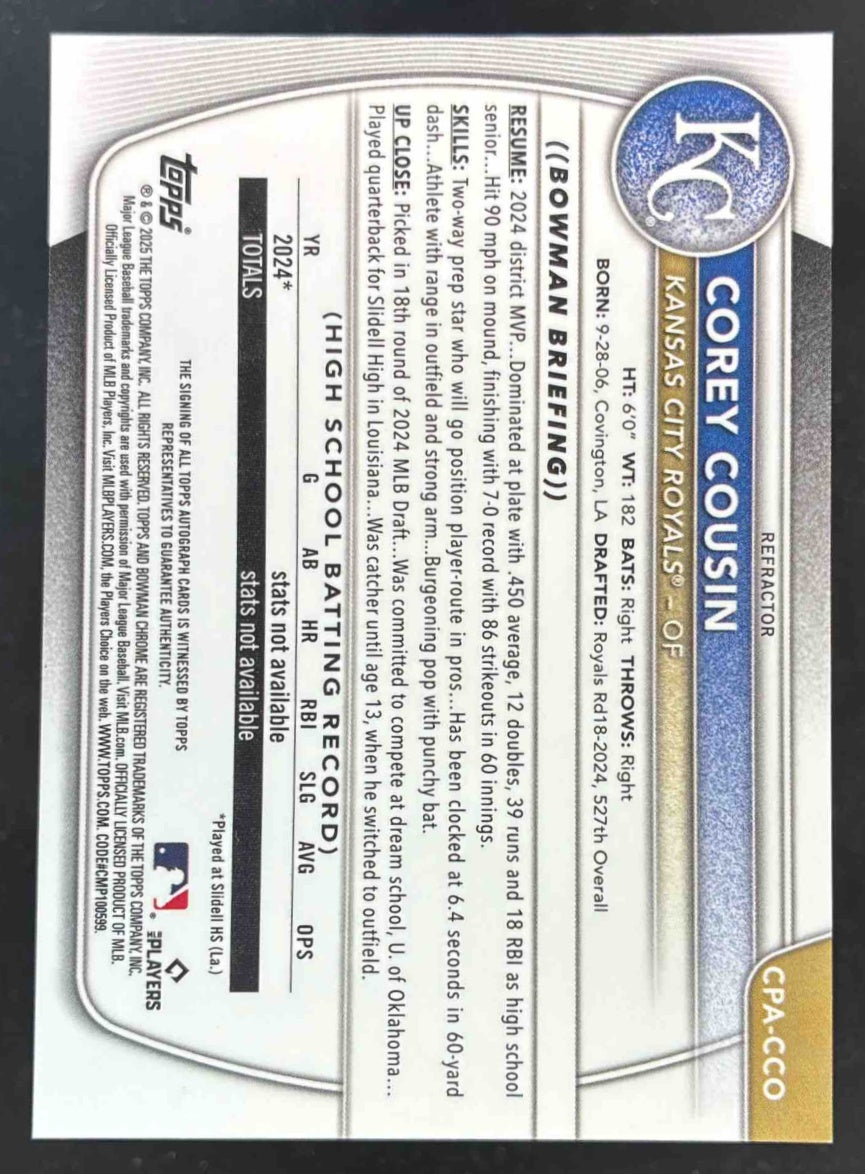 REFRACTOR
CPA-CCO
KC®
COREY COUSIN
KANSAS CITY ROYALS® – OF
HT: 6'0" WT: 182 BATS: Right THROWS: Right
BORN: 9-28-06, Covington, LA DRAFTED: Royals Rd18-2024, 527th Overall
((BOWMAN BRIEFING))
RESUME: 2024 district MVP...Dominated at plate with .450 average, 12 doubles, 39 runs and 18 RBI as high school
senior...Hit 90 mph on mound, finishing with 7-0 record with 86 strikeouts in 60 innings.
SKILLS: Two-way prep star who will go position player-route in pros...Has been clocked at 6.4 seconds in 60-yard
dash...Athlete with range in outfield and strong arm...Burgeoning pop with punchy bat.
UP CLOSE: Picked in 18th round of 2024 MLB Draft...Was committed to compete at dream school, U. of Oklahoma...
Played quarterback for Slidell High in Louisiana...Was catcher until age 13, when he switched to outfield.
(HIGH SCHOOL BATTING RECORD)
YR G AB HR RBI SLG AVG OPS
2024* stats not available
TOTALS stats not available
*Played at Slidell HS (La.)
topps®
THE SIGNING OF ALL TOPPS AUTOGRAPH CARDS IS WITNESSED BY TOPPS
REPRESENTATIVES TO GUARANTEE AUTHENTICITY.
® MLB PLAYERS
® & © 2025 THE TOPPS COMPANY, INC. ALL RIGHTS RESERVED. TOPPS AND BOWMAN CHROME ARE REGISTERED TRADEMARKS OF THE TOPPS COMPANY, INC.
Major League Baseball trademarks and copyrights are used with permission of Major League Baseball. Visit MLB.com. OFFICIALLY LICENSED PRODUCT OF MLB.
Officially Licensed Product of MLB Players, Inc. Visit MLBPLAYERS.COM, the Players Choice on the web. WWW.TOPPS.COM. CODE#CMP100599.